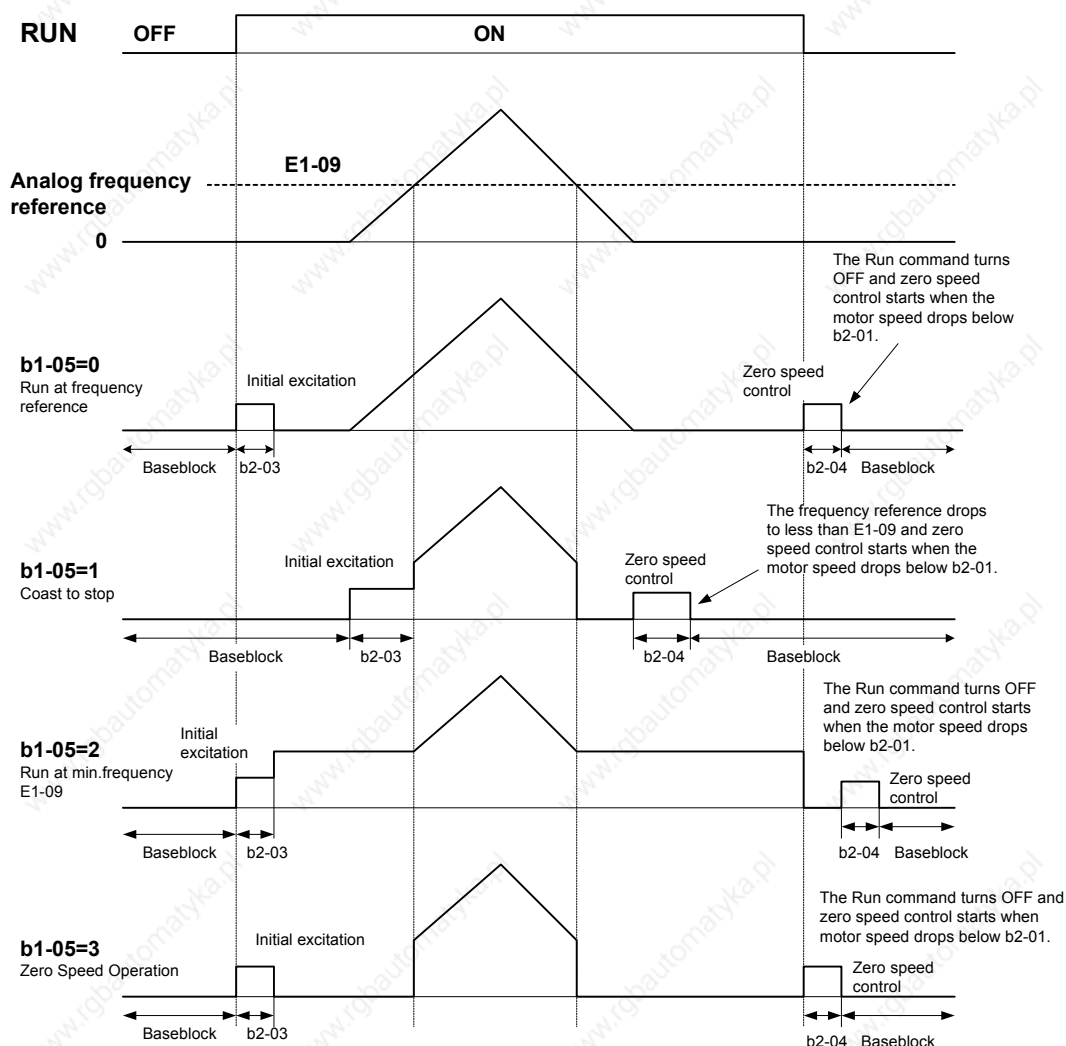 RUN OFF ON
E1-09
Analog frequency
reference
0
The Run command turns
OFF and zero speed
control starts when the
motor speed drops below
b2-01.
b1-05=0
Run at frequency
reference
Initial excitation
Zero speed
control
Baseblock b2-03 b2-04 Baseblock
The frequency reference drops
to less than E1-09 and zero
speed control starts when the
motor speed drops below b2-01.
b1-05=1
Coast to stop
Initial excitation
Zero speed
control
Baseblock b2-03 b2-04 Baseblock
The Run command turns OFF
and zero speed control starts
when the motor speed drops
below b2-01.
b1-05=2
Run at min.frequency
E1-09
Initial
excitation
Zero speed
control
Baseblock b2-03 b2-04 Baseblock
The Run command turns OFF and
zero speed control starts when
motor speed drops below b2-01.
b1-05=3
Zero Speed Operation
Initial excitation
Zero speed
control
Baseblock b2-03 b2-04 Baseblock
www.rgbautomatyka.pl